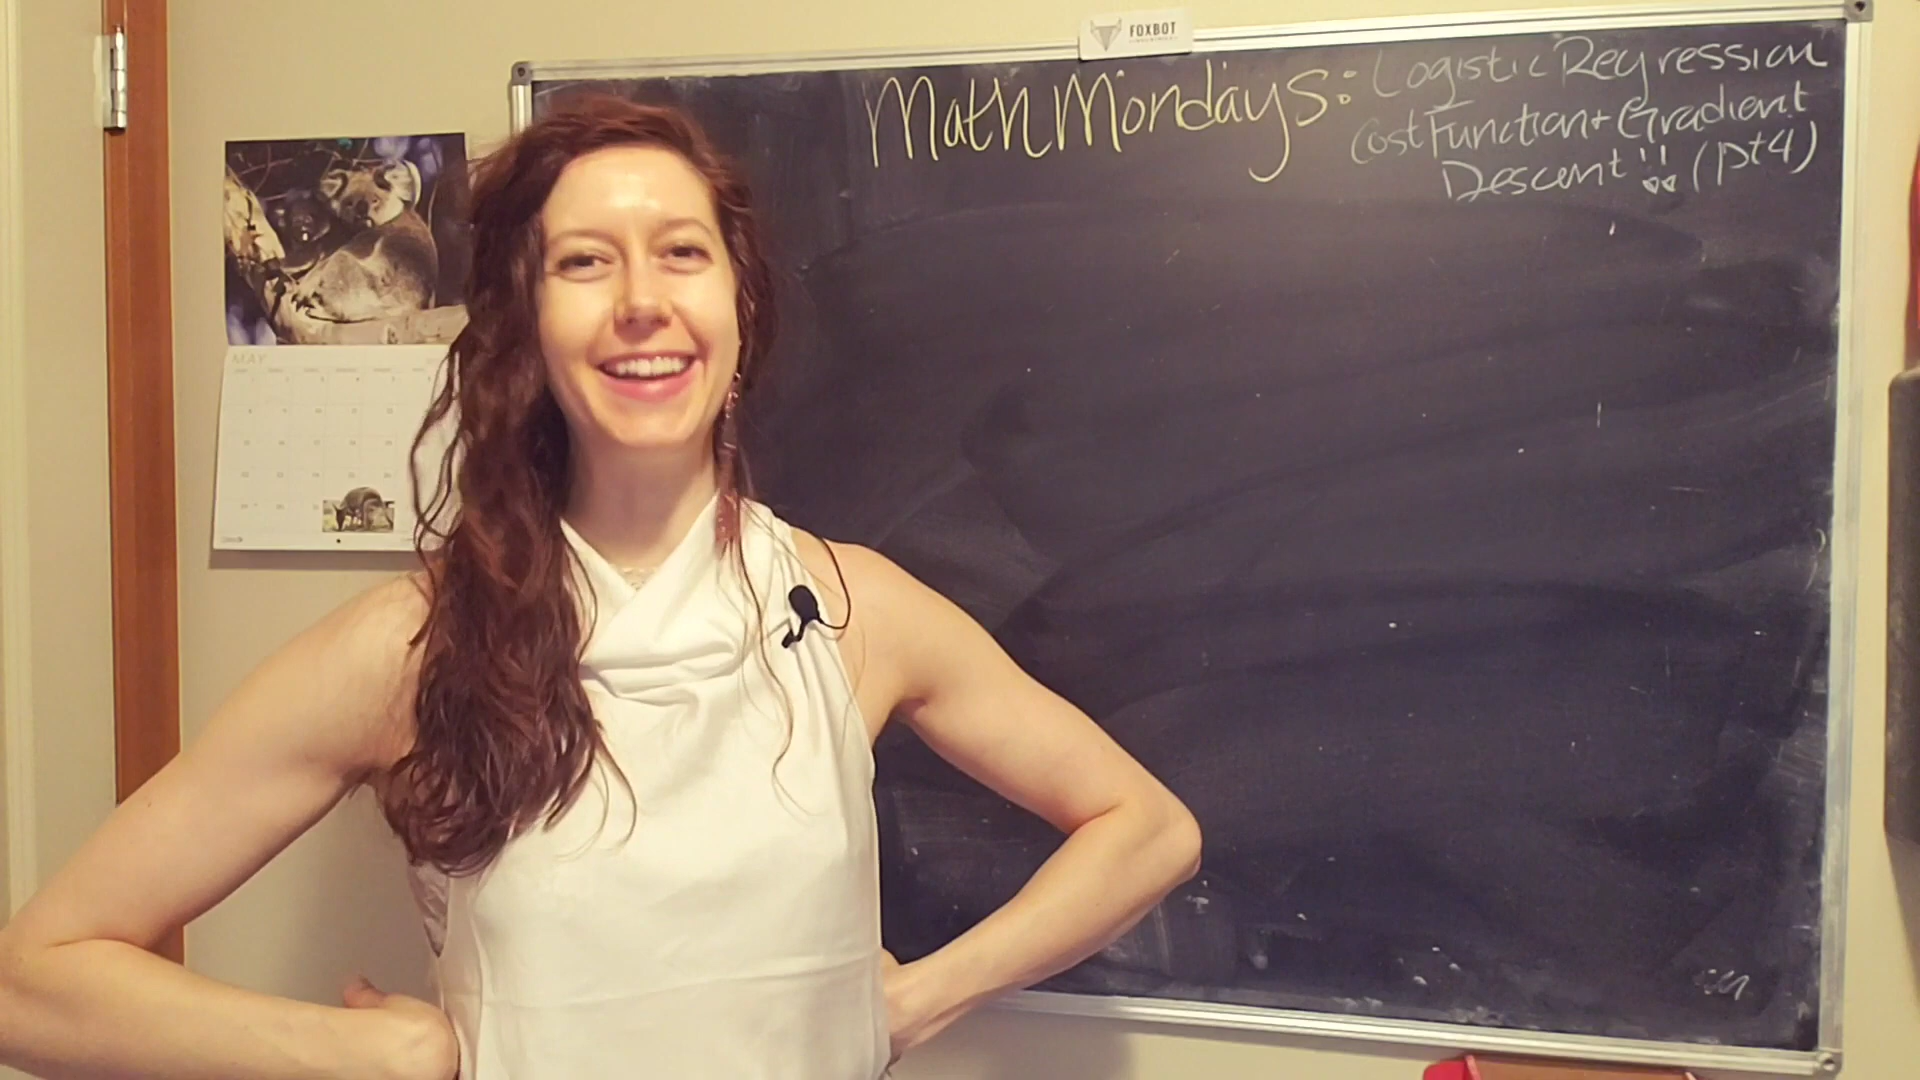 FOXBOT
Math Mondays: Logistic Regression
Cost Function + Gradient
Descent!! (pt4)
MAY